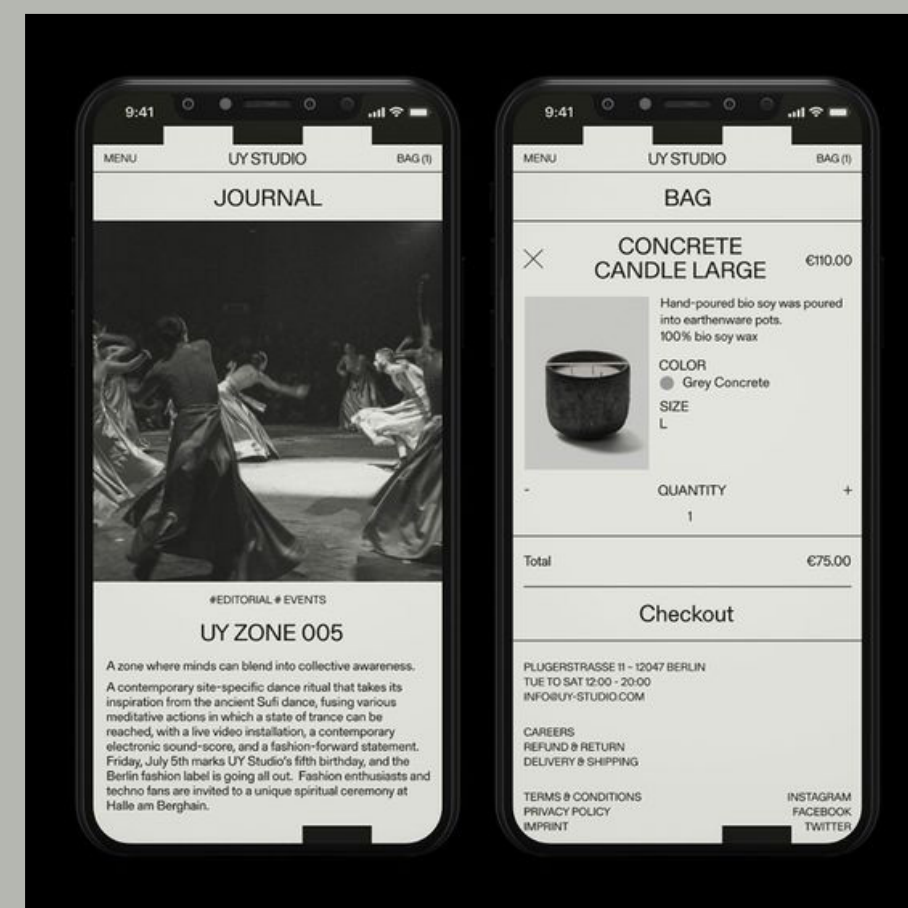 9:41
MENU
UY STUDIO
BAG (1)
JOURNAL
#EDITORIAL # EVENTS
UY ZONE 005
A zone where minds can blend into collective awareness.
A contemporary site-specific dance ritual that takes its
inspiration from the ancient Sufi dance, fusing various
meditative actions in which a state of trance can be
reached, with a live video installation, a contemporary
electronic sound-score, and a fashion-forward statement.
Friday, July 5th marks UY Studio's fifth birthday, and the
Berlin fashion label is going all out. Fashion enthusiasts and
techno fans are invited to a unique spiritual ceremony at
Halle am Berghain.
9:41
MENU
UY STUDIO
BAG (1)
BAG
CONCRETE
CANDLE LARGE
€110.00
Hand-poured bio soy was poured
into earthenware pots.
100% bio soy wax
COLOR
Grey Concrete
SIZE
L
-
QUANTITY
+
1
Total
€75.00
Checkout
PLUGERSTRASSE 11 - 12047 BERLIN
TUE TO SAT 12:00 - 20:00
INFO@UY-STUDIO.COM
CAREERS
REFUND & RETURN
DELIVERY & SHIPPING
TERMS & CONDITIONS
PRIVACY POLICY
IMPRINT
INSTAGRAM
FACEBOOK
TWITTER